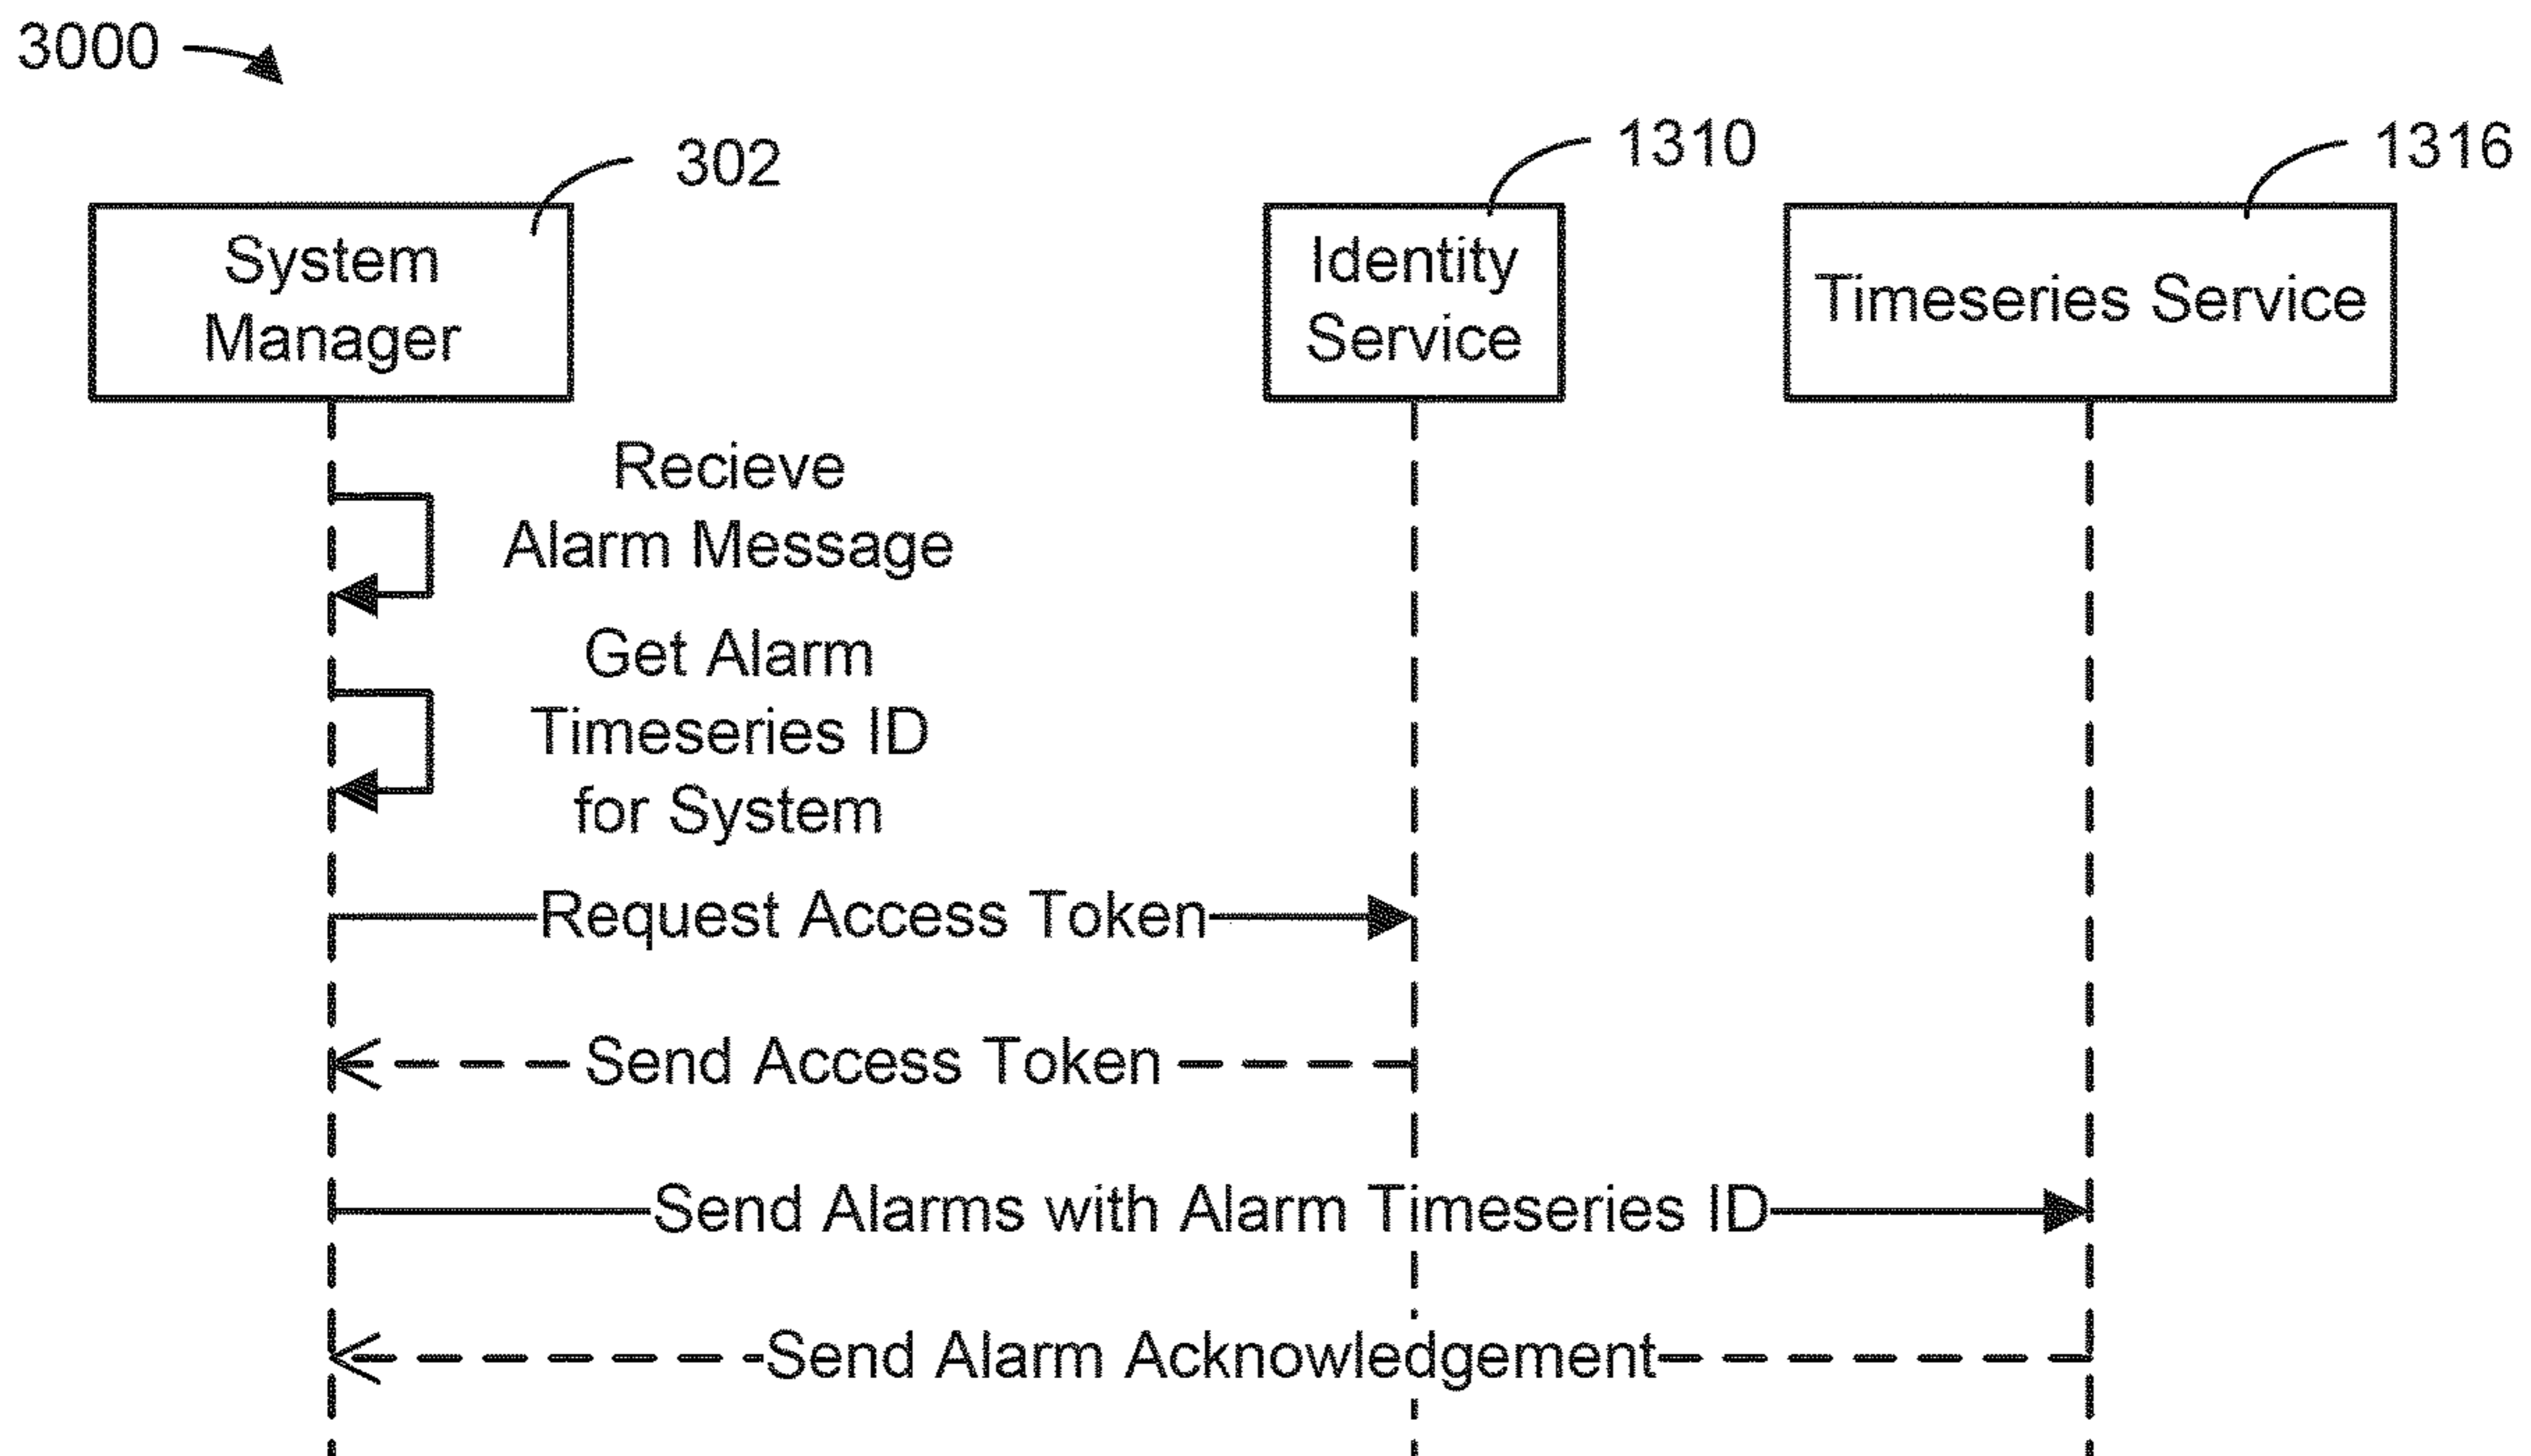 3000
302
1310
1316
System
Manager
Identity
Service
Timeseries Service
Recieve
Alarm Message
Get Alarm
Timeseries ID
for System
Request Access Token
Send Access Token
Send Alarms with Alarm Timeseries ID
Send Alarm Acknowledgement